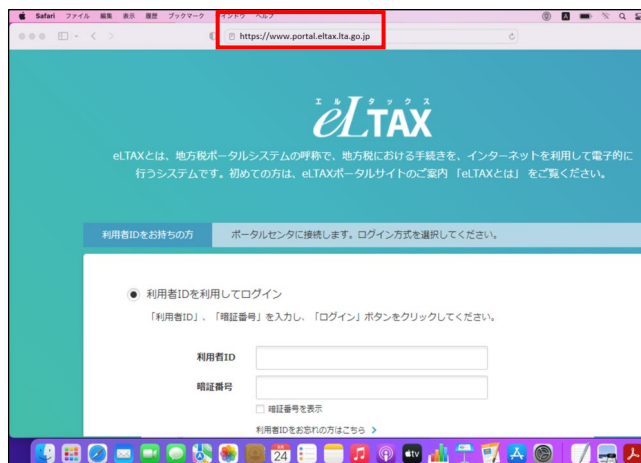 Safari ファイル 編集 表示 履歴 ブックマーク ウインドウ ヘルプ
https://www.portal.eltax.lta.go.jp
エルタックス
eLTAX
eLTAXとは、地方税ポータルシステムの呼称で、地方税における手続きを、インターネットを利用して電子的に
行うシステムです。初めての方は、eLTAXポータルサイトのご案内 「eLTAXとは」 をご覧ください。
利用者IDをお持ちの方
ポータルセンタに接続します。ログイン方式を選択してください。
利用者IDを利用してログイン
「利用者ID」、「暗証番号」を入力し、「ログイン」ボタンをクリックしてください。
利用者ID
暗証番号
暗証番号を表示
利用者IDをお忘れの方はこちら
24
tv